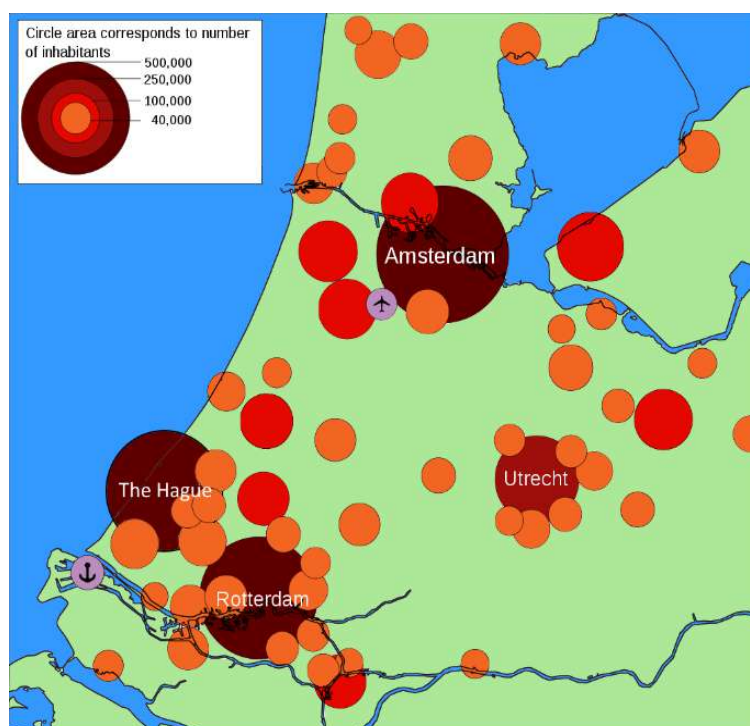 Circle area corresponds to number
of inhabitants
500,000
250,000
100,000
40,000
Amsterdam
The Hague
Utrecht
Rotterdam